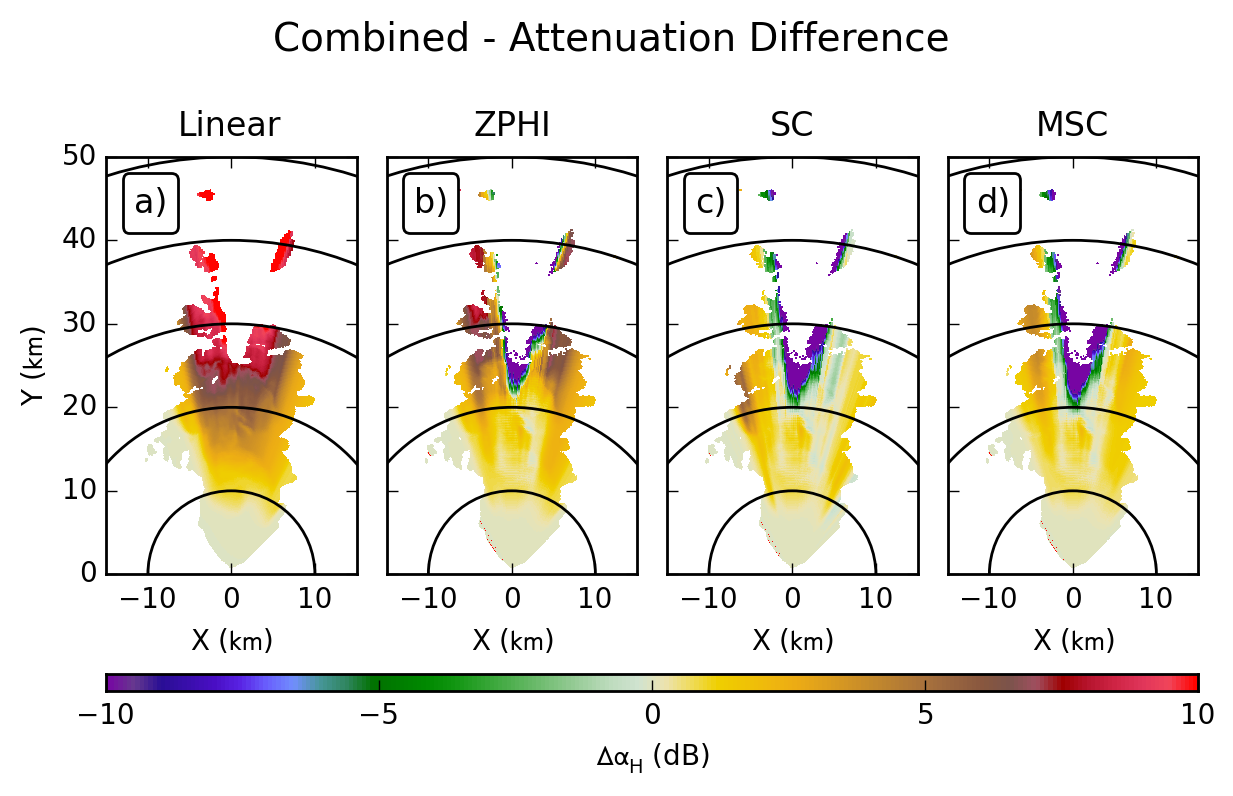 Combined - Attenuation Difference
Linear ZPHI SC MSC
50
a) b) c) d)
40
30
Y (km)
20
10
0
−10 0 10 −10 0 10 −10 0 10 −10 0 10
X (km) X (km) X (km) X (km)
−10 −5 0 5 10
Δα_H (dB)